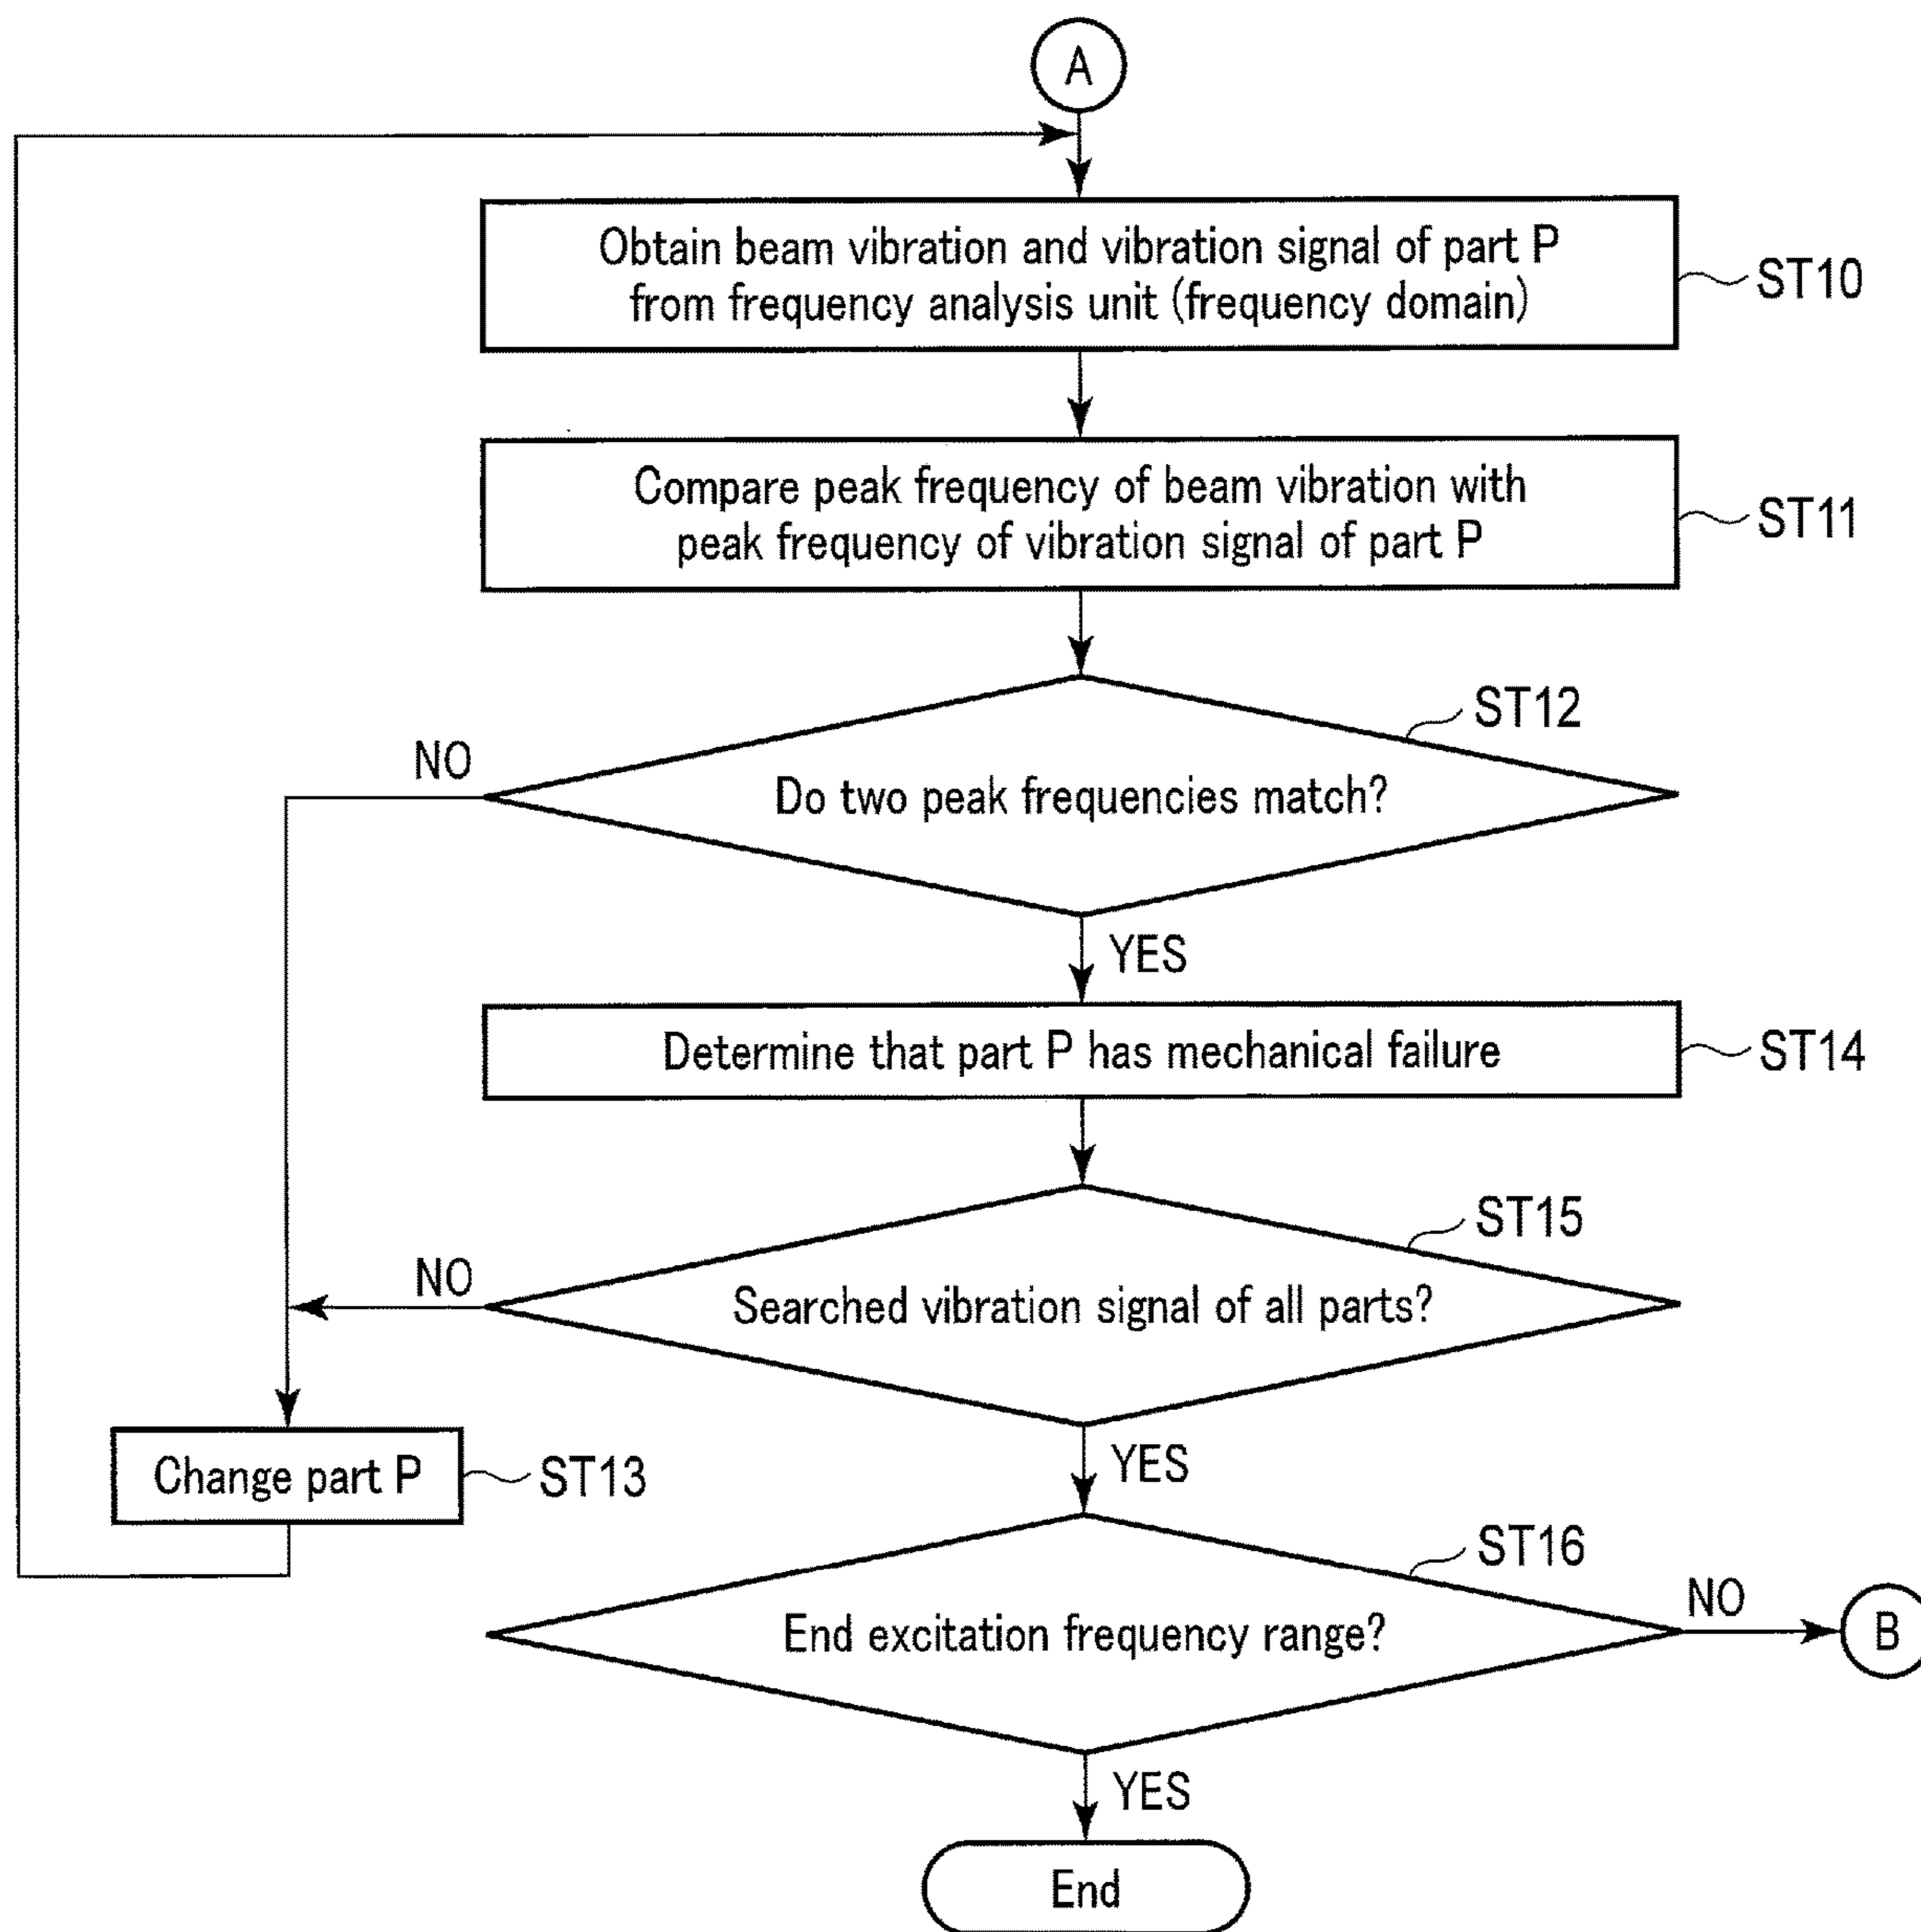 A
Obtain beam vibration and vibration signal of part P
from frequency analysis unit (frequency domain)
ST10
Compare peak frequency of beam vibration with
peak frequency of vibration signal of part P
ST11
ST12
NO
Do two peak frequencies match?
YES
Determine that part P has mechanical failure
ST14
ST15
NO
Searched vibration signal of all parts?
YES
Change part P
ST13
ST16
NO
End excitation frequency range?
B
YES
End